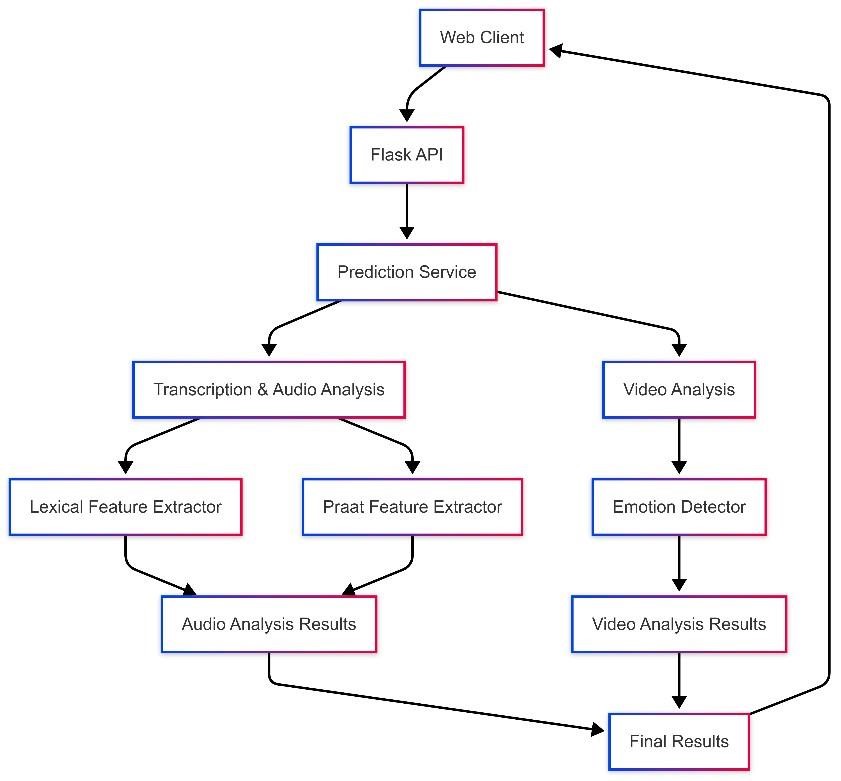 Web Client
Flask API
Prediction Service
Transcription & Audio Analysis
Video Analysis
Lexical Feature Extractor
Praat Feature Extractor
Emotion Detector
Audio Analysis Results
Video Analysis Results
Final Results